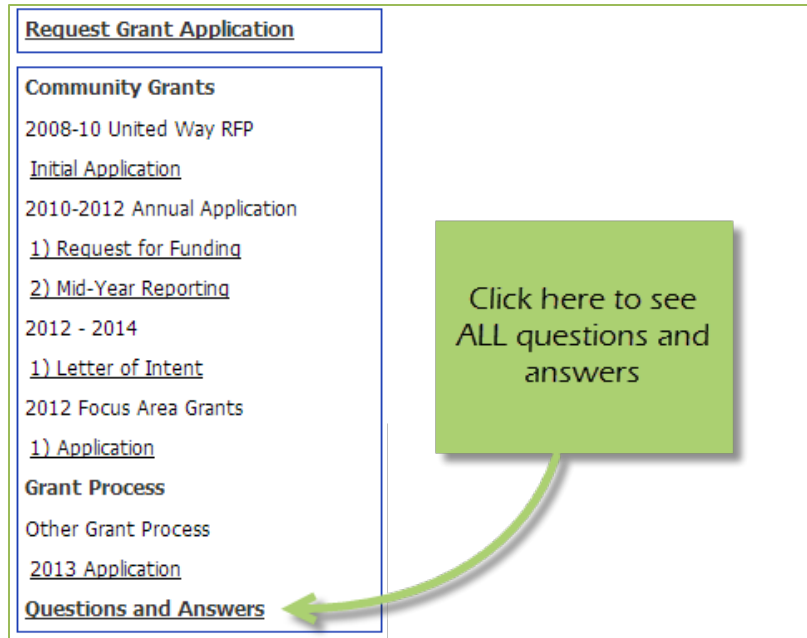 Request Grant Application
Community Grants
2008-10 United Way RFP
Initial Application
2010-2012 Annual Application
1) Request for Funding
2) Mid-Year Reporting
2012 - 2014
1) Letter of Intent
2012 Focus Area Grants
1) Application
Grant Process
Other Grant Process
2013 Application
Questions and Answers
Click here to see
ALL questions and
answers